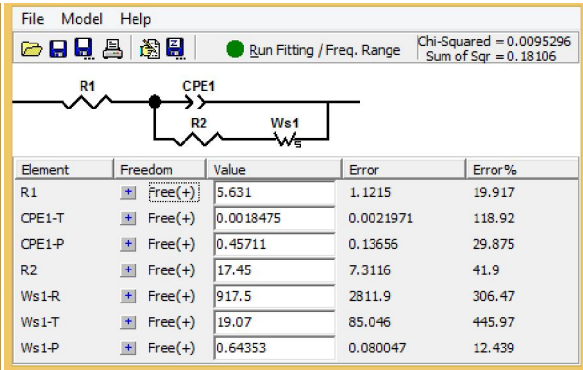 File Model Help
Run Fitting / Freq. Range
Chi-Squared = 0.0095296
Sum of Sqr = 0.18106
R1 CPE1
R2 Ws1
s
Element Freedom Value Error Error%
R1 + Free(+) 5.631 1.1215 19.917
CPE1-T + Free(+) 0.0018475 0.0021971 118.92
CPE1-P + Free(+) 0.45711 0.13656 29.875
R2 + Free(+) 17.45 7.3116 41.9
Ws1-R + Free(+) 917.5 2811.9 306.47
Ws1-T + Free(+) 19.07 85.046 445.97
Ws1-P + Free(+) 0.64353 0.080047 12.439